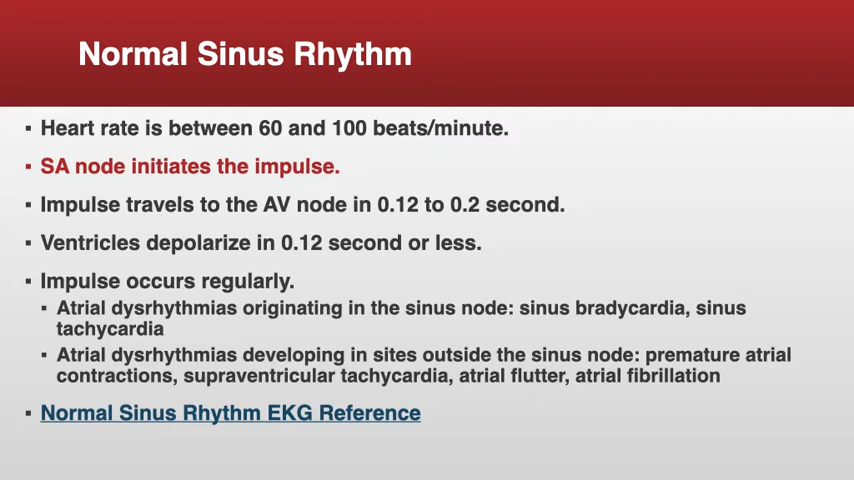 Normal Sinus Rhythm
▪ Heart rate is between 60 and 100 beats/minute.
▪ SA node initiates the impulse.
▪ Impulse travels to the AV node in 0.12 to 0.2 second.
▪ Ventricles depolarize in 0.12 second or less.
▪ Impulse occurs regularly.
▪ Atrial dysrhythmias originating in the sinus node: sinus bradycardia, sinus
tachycardia
▪ Atrial dysrhythmias developing in sites outside the sinus node: premature atrial
contractions, supraventricular tachycardia, atrial flutter, atrial fibrillation
▪ Normal Sinus Rhythm EKG Reference